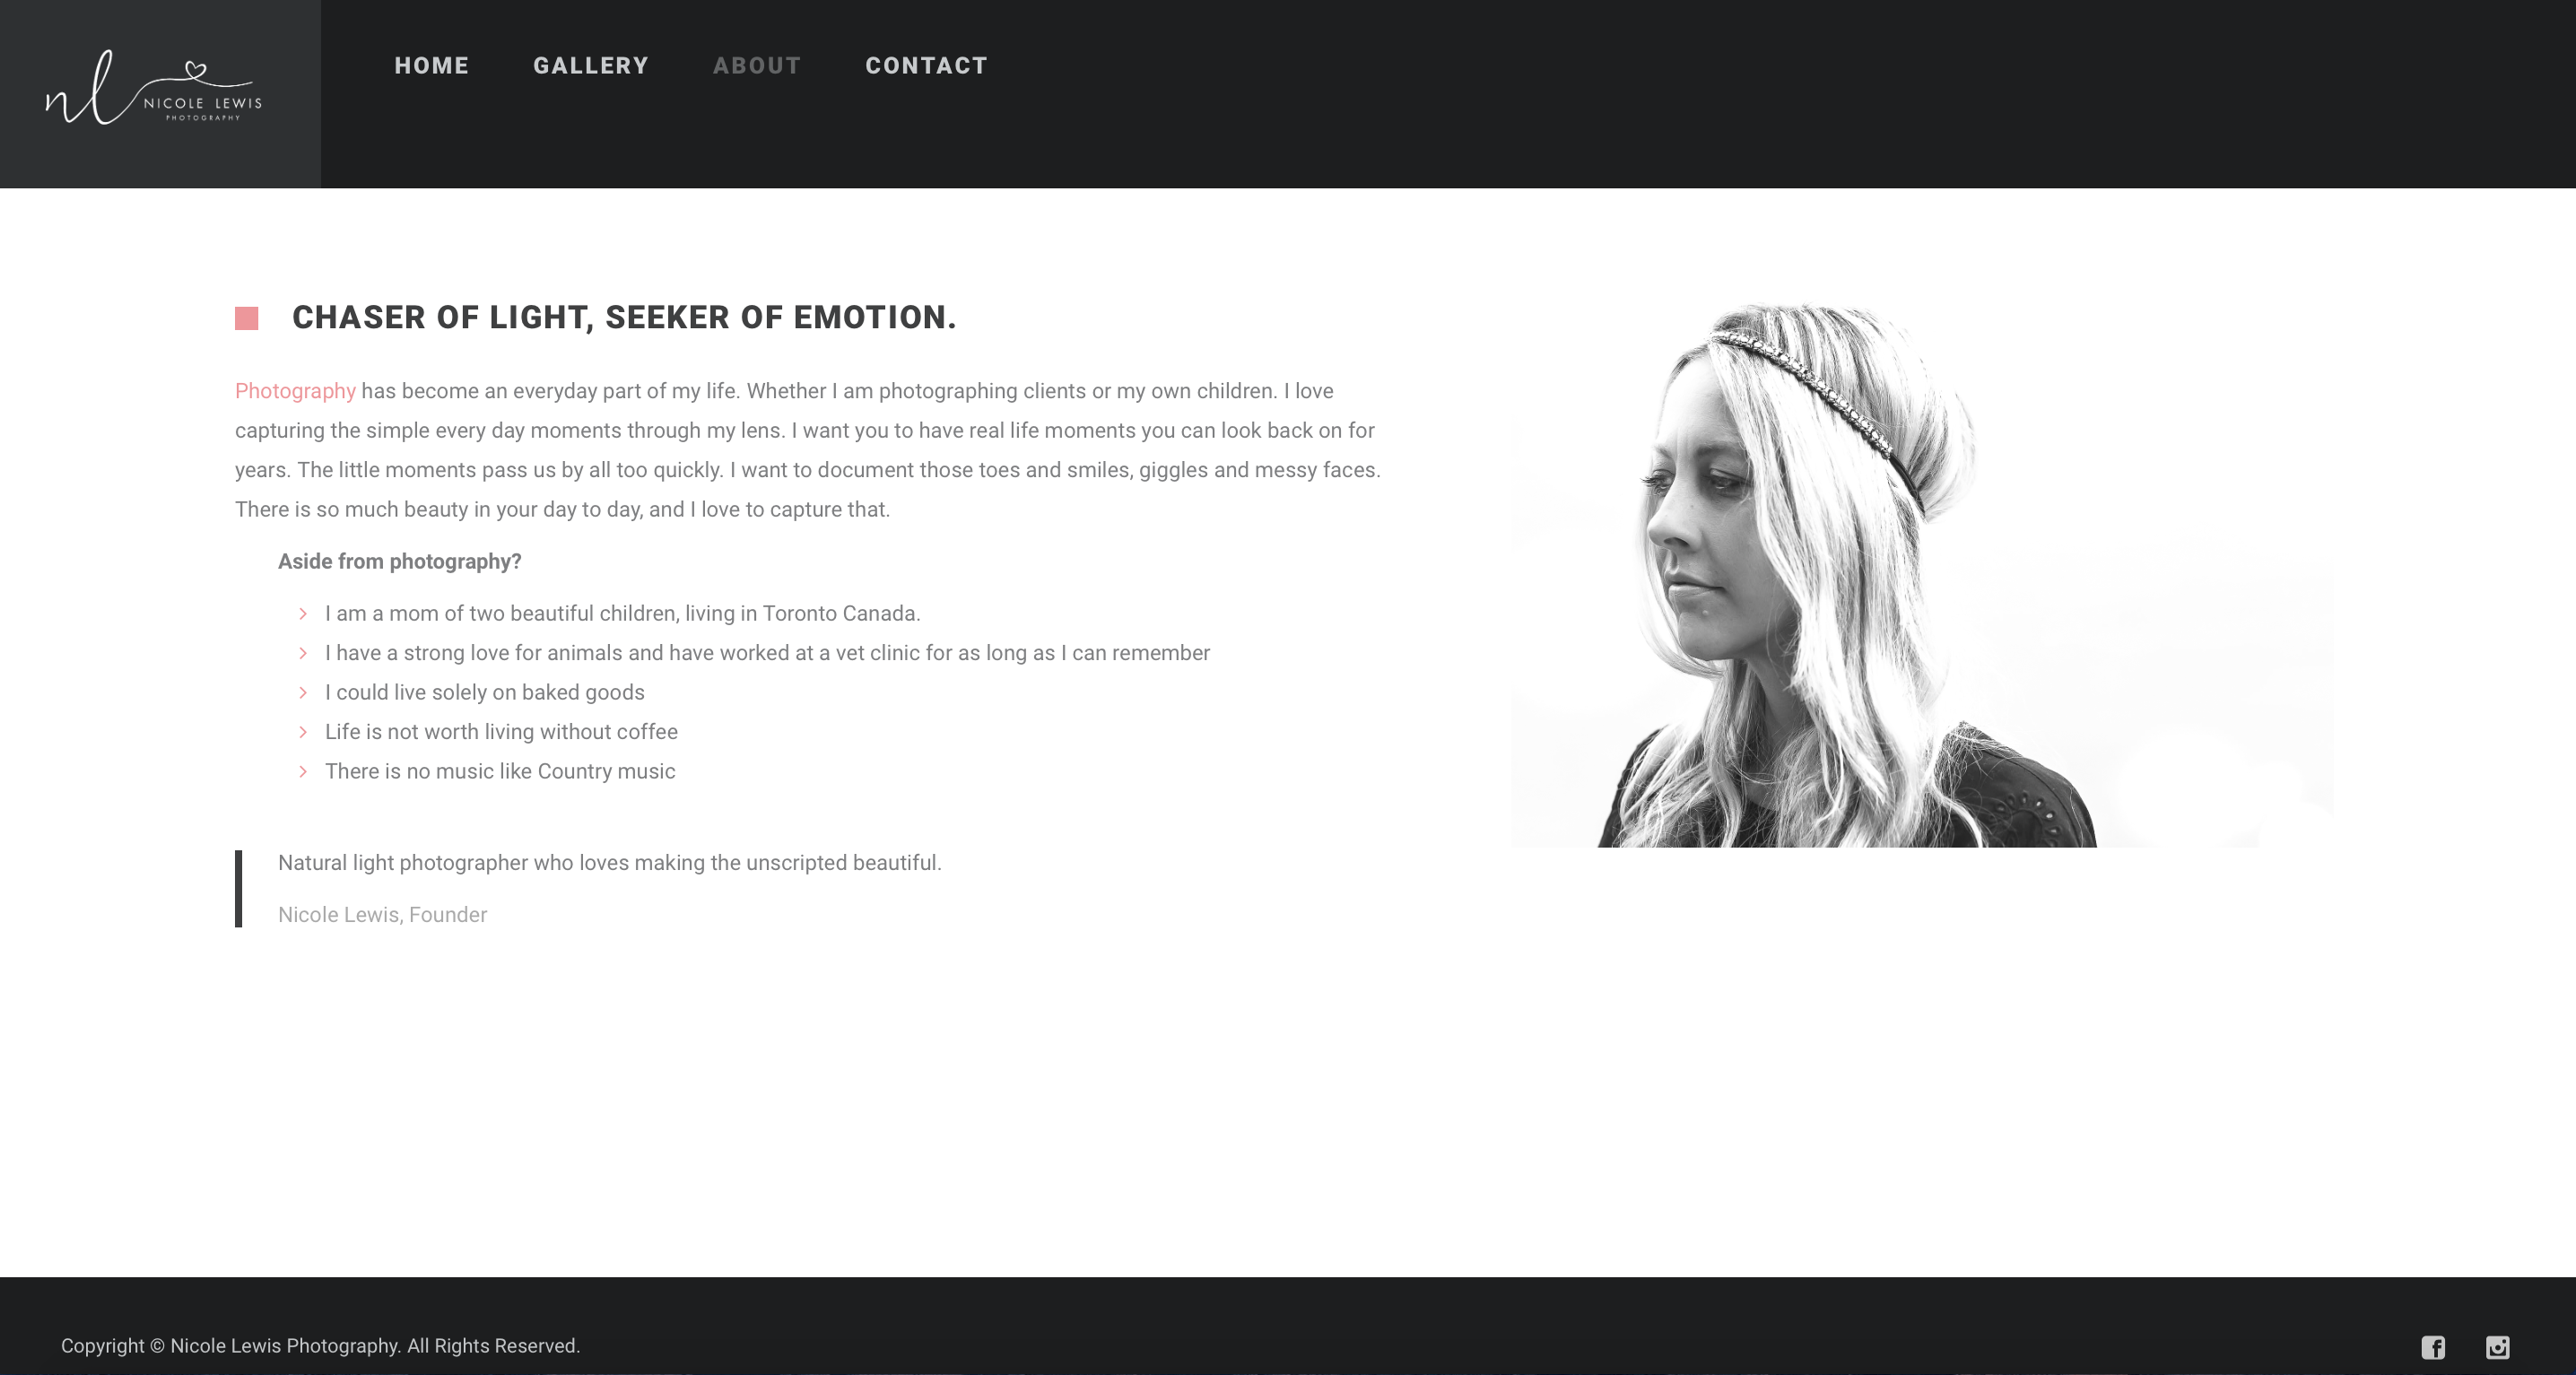 nl NICOLE LEWIS
PHOTOGRAPHY
HOME GALLERY ABOUT CONTACT
CHASER OF LIGHT, SEEKER OF EMOTION.
Photography has become an everyday part of my life. Whether I am photographing clients or my own children. I love
capturing the simple every day moments through my lens. I want you to have real life moments you can look back on for
years. The little moments pass us by all too quickly. I want to document those toes and smiles, giggles and messy faces.
There is so much beauty in your day to day, and I love to capture that.
Aside from photography?
I am a mom of two beautiful children, living in Toronto Canada.
I have a strong love for animals and have worked at a vet clinic for as long as I can remember
I could live solely on baked goods
Life is not worth living without coffee
There is no music like Country music
Natural light photographer who loves making the unscripted beautiful.
Nicole Lewis, Founder
Copyright © Nicole Lewis Photography. All Rights Reserved.